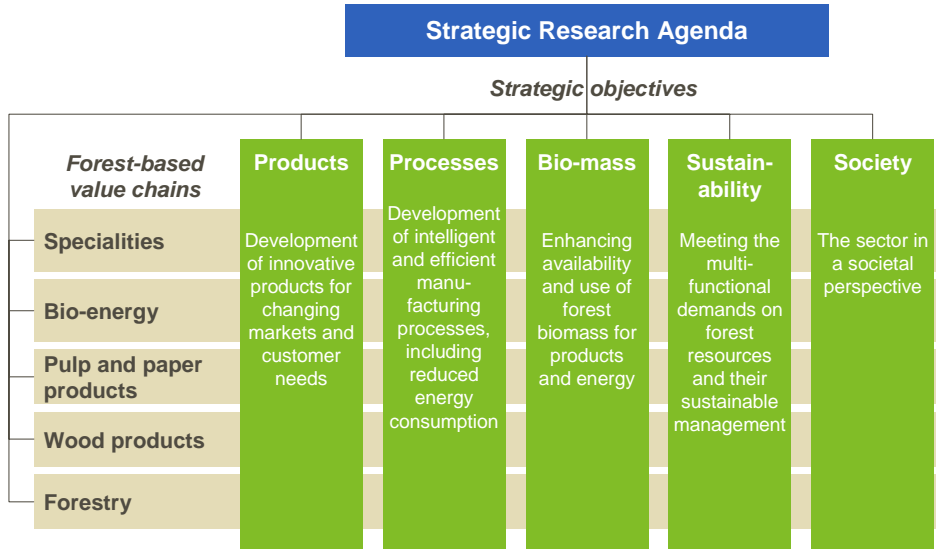 Strategic Research Agenda
Strategic objectives
Forest-based
value chains
Specialities
Bio-energy
Pulp and paper
products
Wood products
Forestry
Products
Development
of innovative
products for
changing
markets and
customer
needs
Processes
Development
of intelligent
and efficient
manu-
facturing
processes,
including
reduced
energy
consumption
Bio-mass
Enhancing
availability
and use of
forest
biomass for
products
and energy
Sustain-
ability
Meeting the
multi-
functional
demands on
forest
resources
and their
sustainable
management
Society
The sector in
a societal
perspective